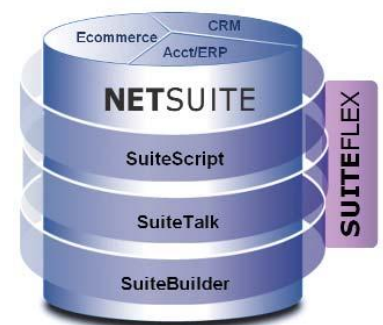 CRM
Ecommerce
Acct/ERP
NETSUITE
SuiteScript
SuiteTalk
SuiteBuilder
SUITEFLEX